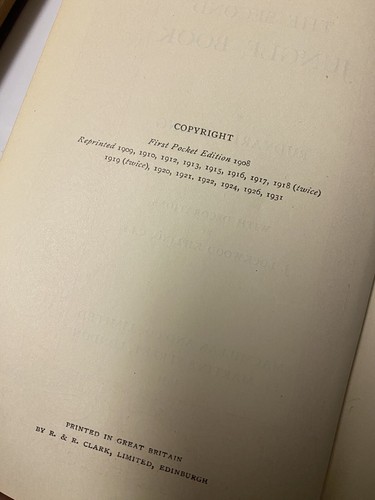 COPYRIGHT
First Pocket Edition 1908
Reprinted 1909, 1910, 1912, 1913, 1915, 1916, 1917, 1918 (twice)
1919 (twice), 1920, 1921, 1922, 1924, 1926, 1931
PRINTED IN GREAT BRITAIN
BY R. & R. CLARK, LIMITED, EDINBURGH